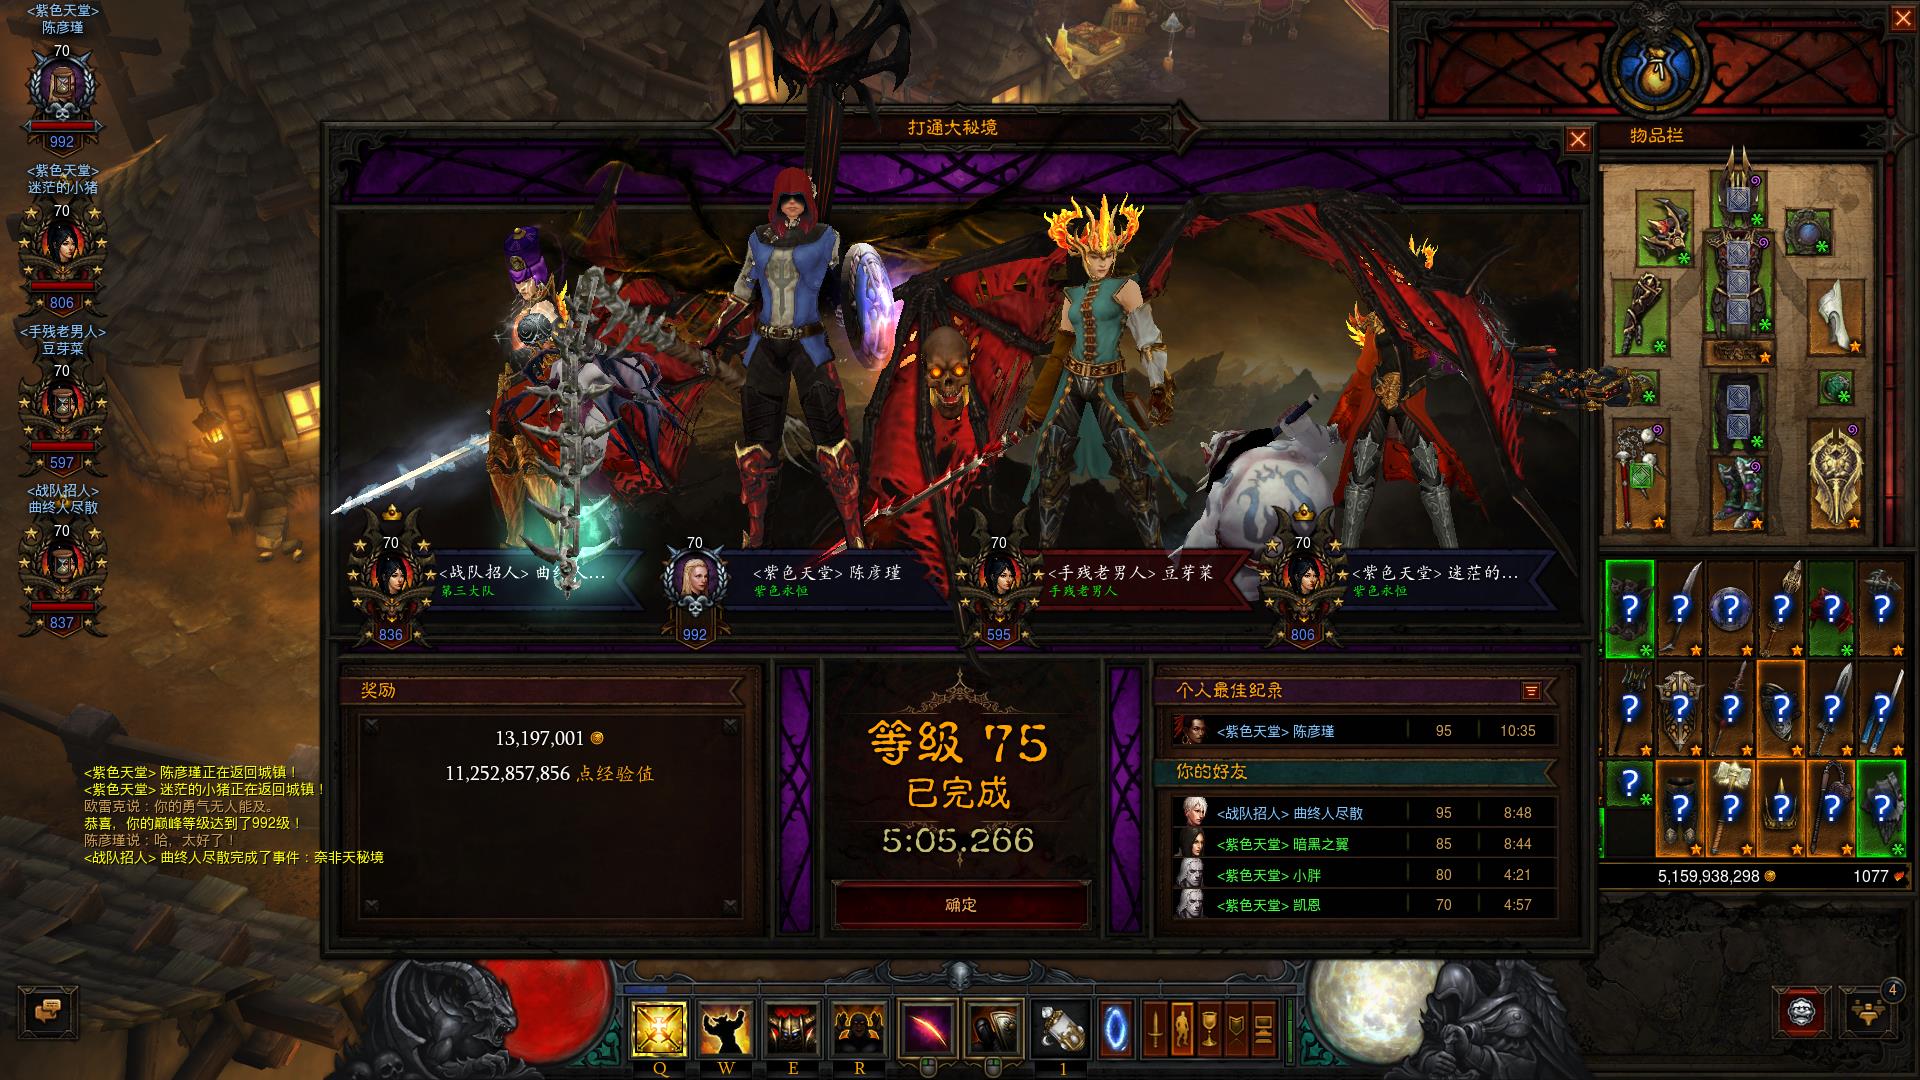 <紫色天堂>
陈彦瑾
70
992
<紫色天堂>
迷茫的小猪
70
806
<手残老男人>
豆芽菜
70
597
<战队招人>
曲终人尽散
70
837
打通大秘境
70
<战队招人> 曲终人...
第三大队
836
70
<紫色天堂> 陈彦瑾
紫色永恒
992
70
<手残老男人> 豆芽菜
手残老男人
595
70
<紫色天堂> 迷茫的...
紫色永恒
806
奖励
13,197,001
11,252,857,856 点经验值
等级 75
已完成
5:05.266
确定
个人最佳纪录
<紫色天堂> 陈彦瑾 95 10:35
你的好友
<战队招人> 曲终人尽散 95 8:48
<紫色天堂> 暗黑之翼 85 8:44
<紫色天堂> 小胖 80 4:21
<紫色天堂> 凯恩 70 4:57
<紫色天堂> 陈彦瑾正在返回城镇！
<紫色天堂> 迷茫的小猪正在返回城镇！
欧雷克说：你的勇气无人能及。
恭喜，你的巅峰等级达到了992级！
陈彦瑾说：哈，太好了！
<战队招人> 曲终人尽散完成了事件：奈非天秘境
物品栏
? ? ? ? ? ?
? ? ? ? ? ?
? ? ? ? ? ?
5,159,938,298 1077
Q W E R 1
4